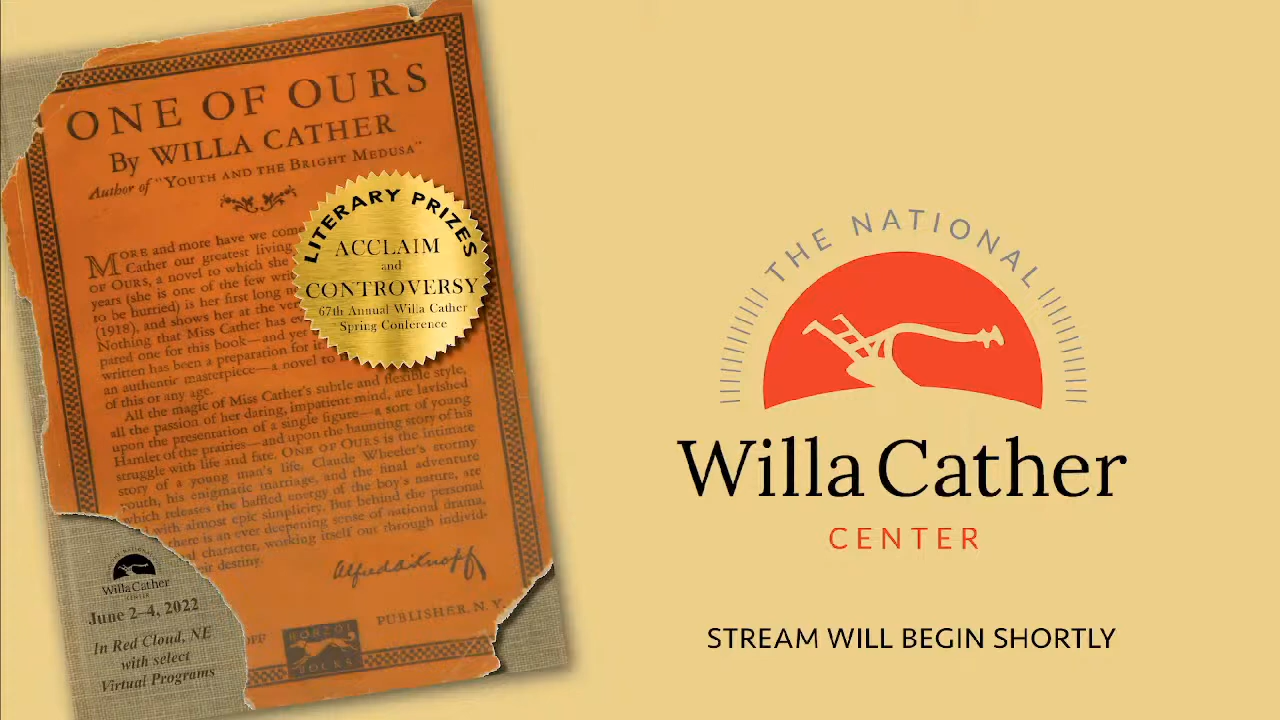 ONE OF OURS
By WILLA CATHER
Author of "YOUTH AND THE BRIGHT MEDUSA"
LITERARY PRIZES
ACCLAIM
and
CONTROVERSY
67th Annual Willa Cather
Spring Conference
MORE and more have we com
Cather our greatest living
OF OURS, a novel to which she
years (she is one of the few writ
to be hurried) is her first long n
(1918), and shows her at the ver
Nothing that Miss Cather has ev
pared one for this book—and yet
written has been a preparation for it
an authentic masterpiece—a novel to
of this or any age.
All the magic of Miss Cather's subtle and flexible style,
all the passion of her daring, impatient mind, are lavished
upon the presentation of a single figure—a sort of young
Hamlet of the prairies—and upon the haunting story of his
struggle with life and fate. ONE OF OURS is the intimate
story of a young man's life. Claude Wheeler's stormy
youth, his enigmatic marriage, and the final adventure
which releases the baffled energy of the boy's nature, are
with almost epic simplicity. But behind the personal
there is an ever deepening sense of national drama,
character, working itself out through individ-
eir destiny.
Alfred A. Knopf
PUBLISHER. N. Y.
OPF
BORZOI
BOOKS
THE NATIONAL
Willa Cather
CENTER
June 2–4, 2022
In Red Cloud, NE
with select
Virtual Programs
THE NATIONAL
Willa Cather
CENTER
STREAM WILL BEGIN SHORTLY